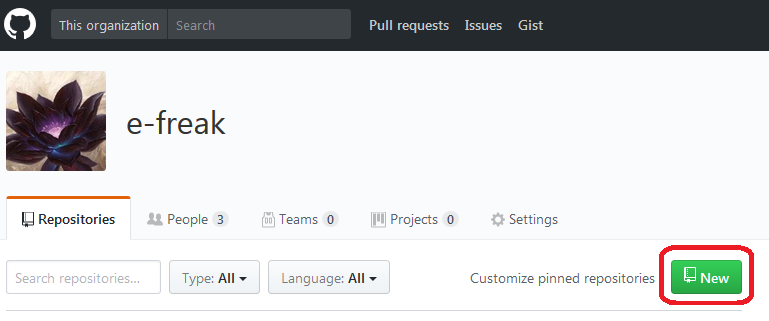 This organization Search Pull requests Issues Gist
e-freak
Repositories People 3 Teams 0 Projects 0 Settings
Search repositories... Type: All Language: All Customize pinned repositories New